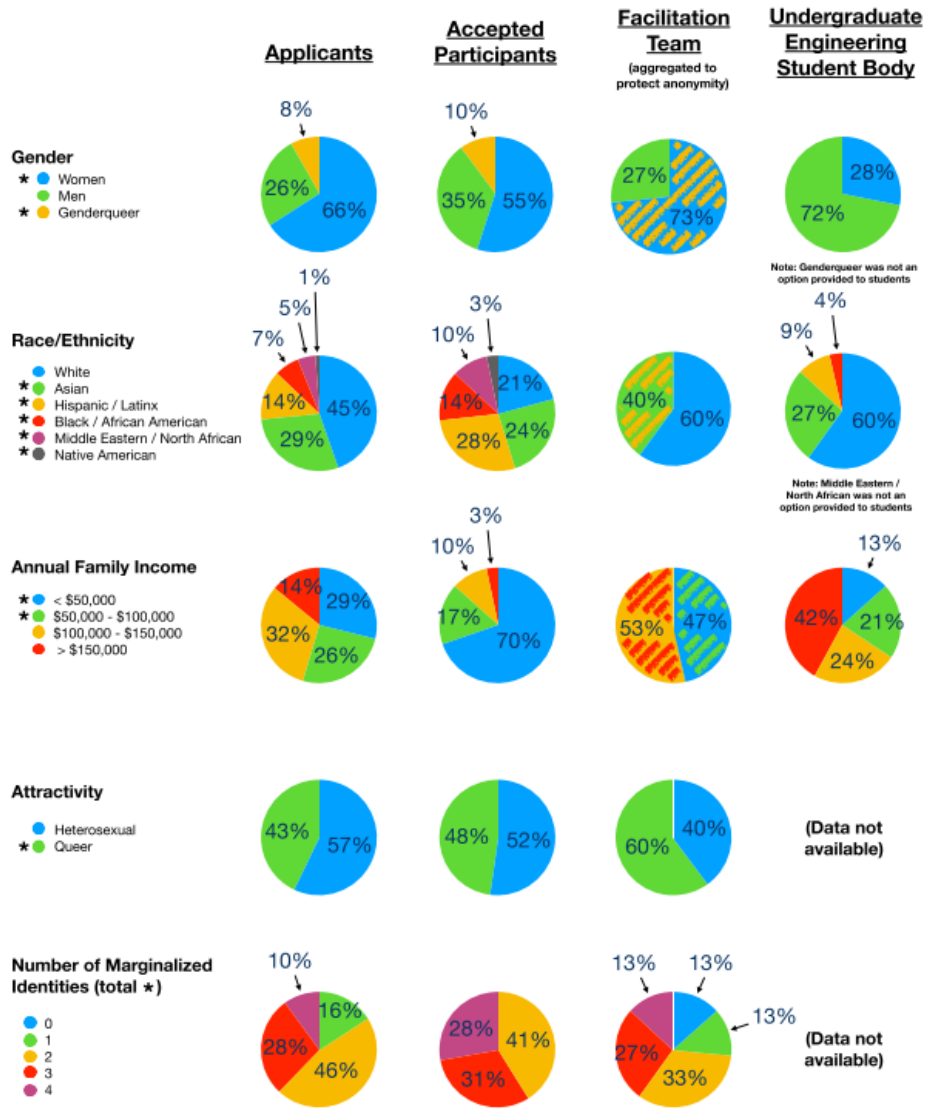 Applicants
Accepted
Participants
Facilitation
Team
(aggregated to
protect anonymity)
Undergraduate
Engineering
Student Body
Gender
* Women
Men
* Genderqueer
8%
26%
66%
10%
35%
55%
27%
73%
28%
72%
Note: Genderqueer was not an
option provided to students
Race/Ethnicity
White
* Asian
* Hispanic / Latinx
* Black / African American
* Middle Eastern / North African
* Native American
1%
5%
7%
14%
45%
29%
3%
10%
21%
14%
24%
28%
40%
60%
4%
9%
27%
60%
Note: Middle Eastern /
North African was not an
option provided to students
Annual Family Income
* < $50,000
* $50,000 - $100,000
$100,000 - $150,000
> $150,000
14%
29%
32%
26%
3%
10%
17%
70%
53%
47%
13%
42%
21%
24%
Attractivity
Heterosexual
* Queer
43%
57%
48%
52%
40%
60%
(Data not
available)
Number of Marginalized
Identities (total *)
0
1
2
3
4
10%
16%
28%
46%
28%
41%
31%
13%
13%
13%
27%
33%
(Data not
available)